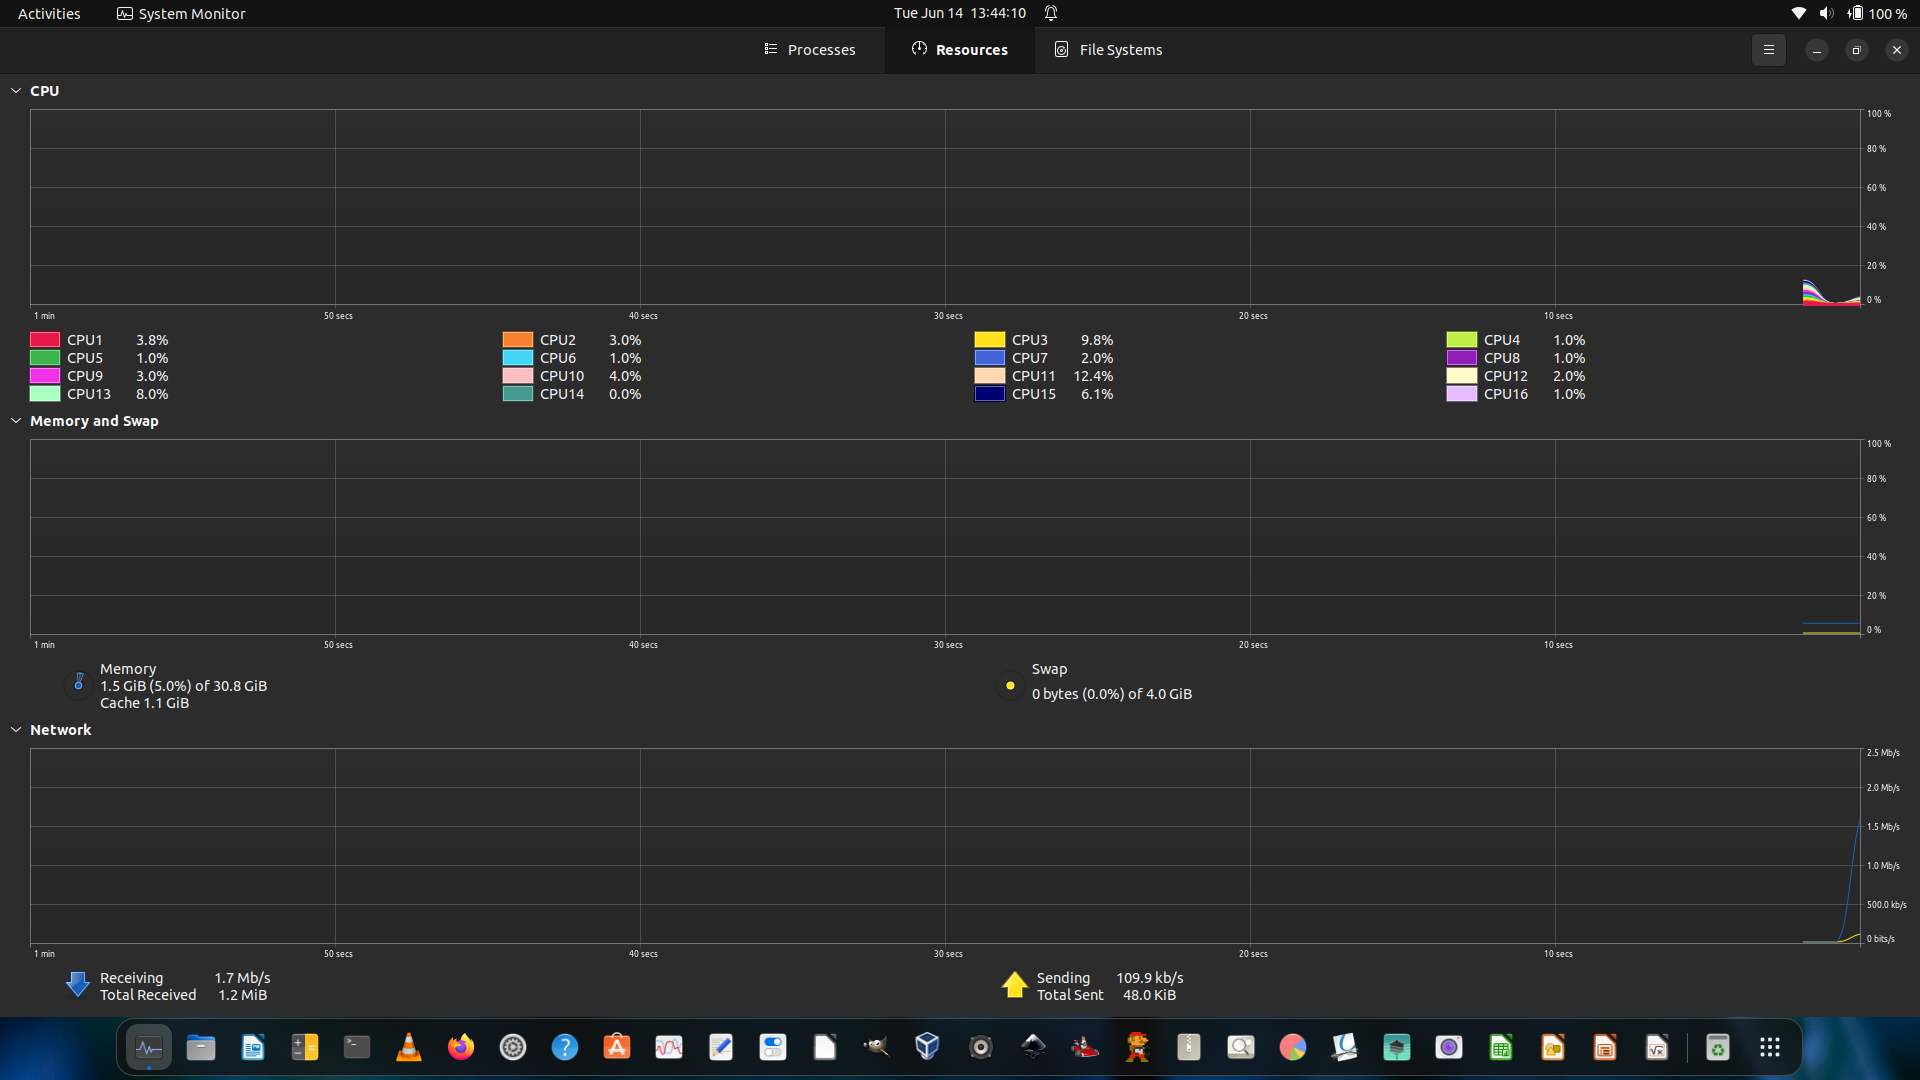 Activities System Monitor Tue Jun 14 13:44:10 100 %
Processes Resources File Systems
CPU
100 %
80 %
60 %
40 %
20 %
0 %
1 min 50 secs 40 secs 30 secs 20 secs 10 secs
CPU1 3.8% CPU2 3.0% CPU3 9.8% CPU4 1.0%
CPU5 1.0% CPU6 1.0% CPU7 2.0% CPU8 1.0%
CPU9 3.0% CPU10 4.0% CPU11 12.4% CPU12 2.0%
CPU13 8.0% CPU14 0.0% CPU15 6.1% CPU16 1.0%
Memory and Swap
100 %
80 %
60 %
40 %
20 %
0 %
1 min 50 secs 40 secs 30 secs 20 secs 10 secs
Memory
1.5 GiB (5.0%) of 30.8 GiB
Cache 1.1 GiB
Swap
0 bytes (0.0%) of 4.0 GiB
Network
2.5 Mb/s
2.0 Mb/s
1.5 Mb/s
1.0 Mb/s
500.0 kb/s
0 bits/s
1 min 50 secs 40 secs 30 secs 20 secs 10 secs
Receiving 1.7 Mb/s
Total Received 1.2 MiB
Sending 109.9 kb/s
Total Sent 48.0 KiB